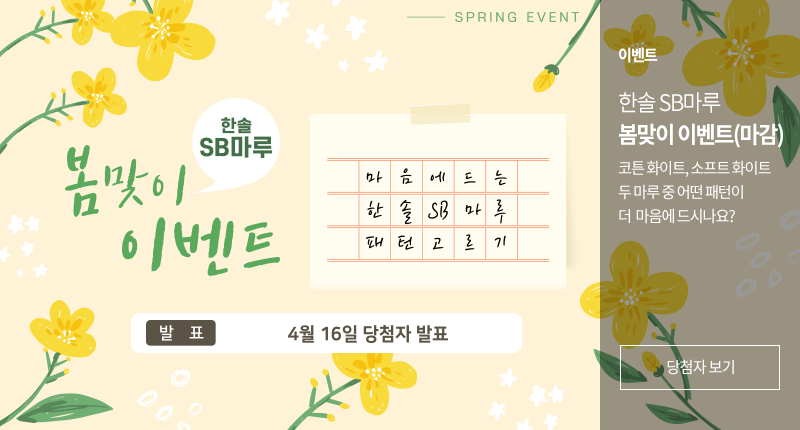 SPRING EVENT
한솔
SB마루
봄맞이
이벤트
마음에드는
한솔SB마루
패턴고르기
발 표
4월 16일 당첨자 발표
이벤트
한솔 SB마루
봄맞이 이벤트(마감)
코튼 화이트, 소프트 화이트
두 마루 중 어떤 패턴이
더 마음에 드시나요?
당첨자 보기